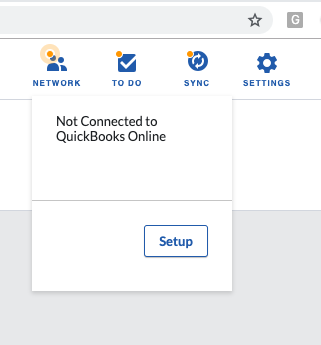 G
NETWORK
TO DO
SYNC
SETTINGS
Not Connected to
QuickBooks Online
Setup